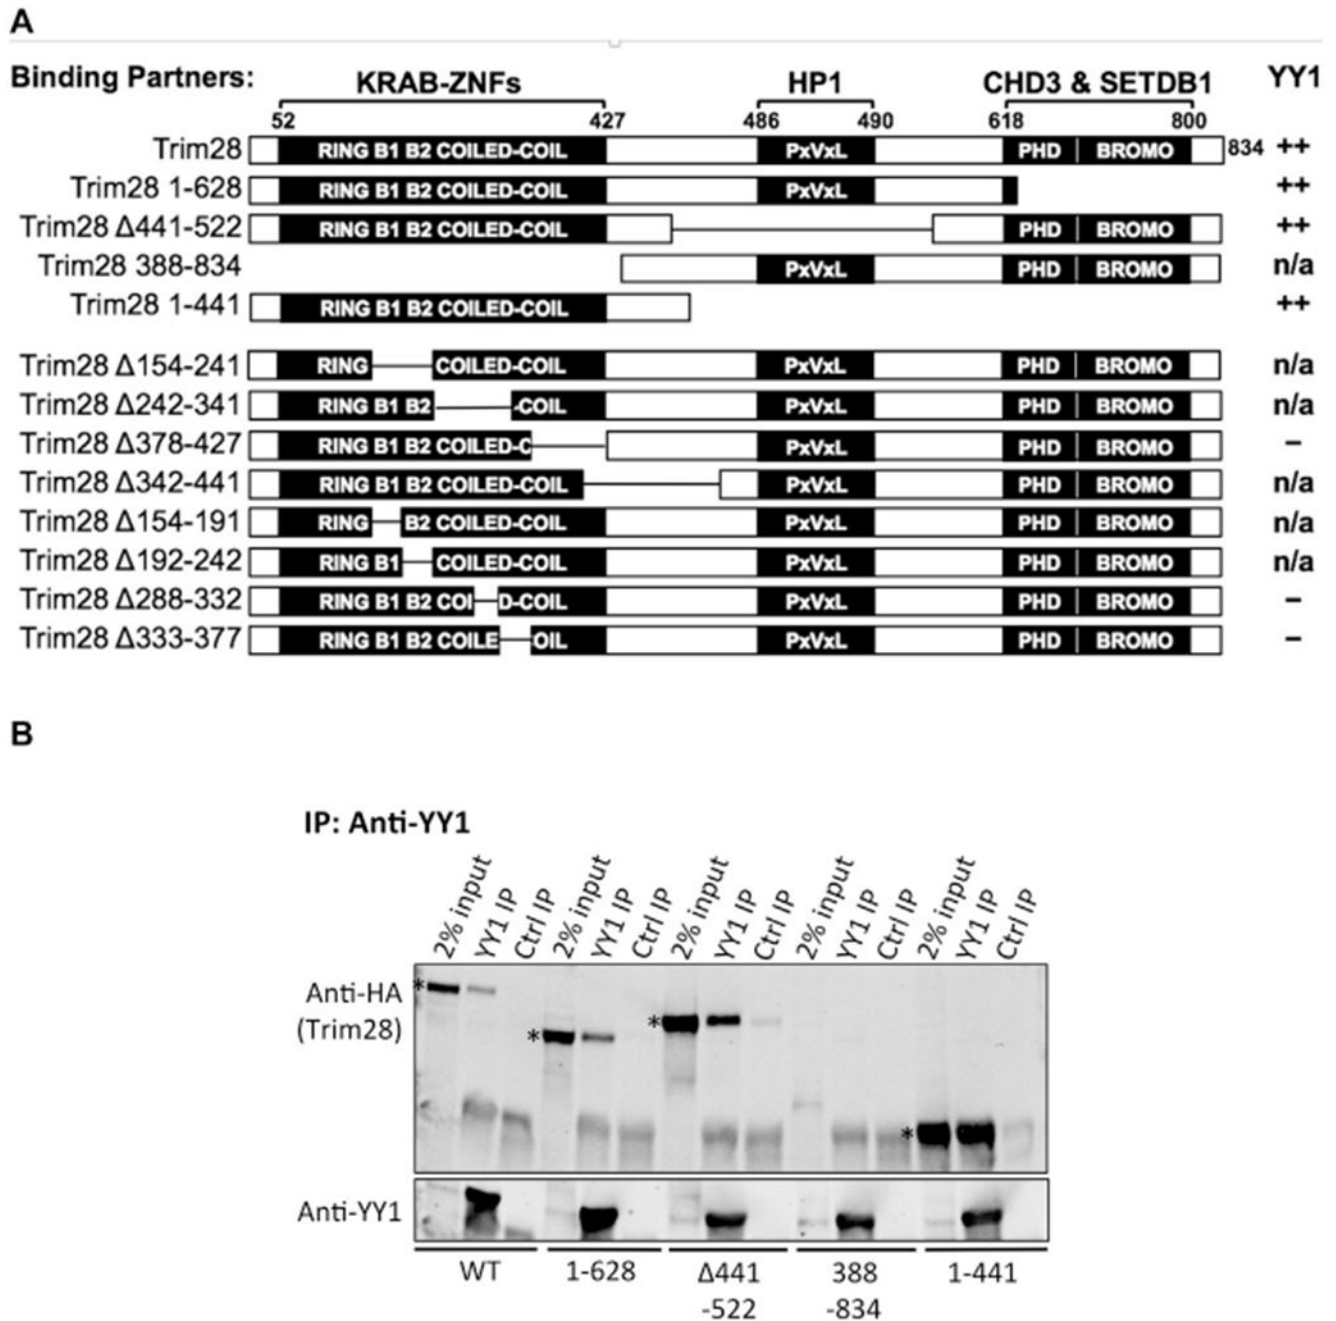 A
Binding Partners: KRAB-ZNFs HP1 CHD3 & SETDB1 YY1
52 427 486 490 618 800
Trim28 RING B1 B2 COILED-COIL PxVxL PHD BROMO 834 ++
Trim28 1-628 RING B1 B2 COILED-COIL PxVxL ++
Trim28 Δ441-522 RING B1 B2 COILED-COIL PHD BROMO ++
Trim28 388-834 PxVxL PHD BROMO n/a
Trim28 1-441 RING B1 B2 COILED-COIL ++
Trim28 Δ154-241 RING COILED-COIL PxVxL PHD BROMO n/a
Trim28 Δ242-341 RING B1 B2 -COIL PxVxL PHD BROMO n/a
Trim28 Δ378-427 RING B1 B2 COILED-C PxVxL PHD BROMO –
Trim28 Δ342-441 RING B1 B2 COILED-COIL PxVxL PHD BROMO n/a
Trim28 Δ154-191 RING B2 COILED-COIL PxVxL PHD BROMO n/a
Trim28 Δ192-242 RING B1 COILED-COIL PxVxL PHD BROMO n/a
Trim28 Δ288-332 RING B1 B2 COI D-COIL PxVxL PHD BROMO –
Trim28 Δ333-377 RING B1 B2 COILE OIL PxVxL PHD BROMO –
B
IP: Anti-YY1
2% input YY1 IP Ctrl IP 2% input YY1 IP Ctrl IP 2% input YY1 IP Ctrl IP 2% input YY1 IP Ctrl IP 2% input YY1 IP Ctrl IP
Anti-HA
(Trim28)
* * * *
Anti-YY1
WT 1-628 Δ441 388 1-441
-522 -834